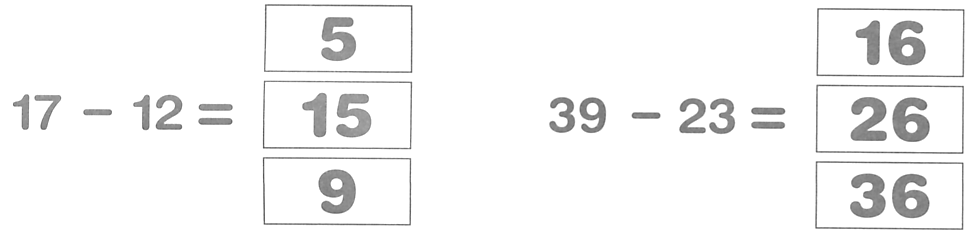 5
17 - 12 = 15
9
16
39 - 23 = 26
36